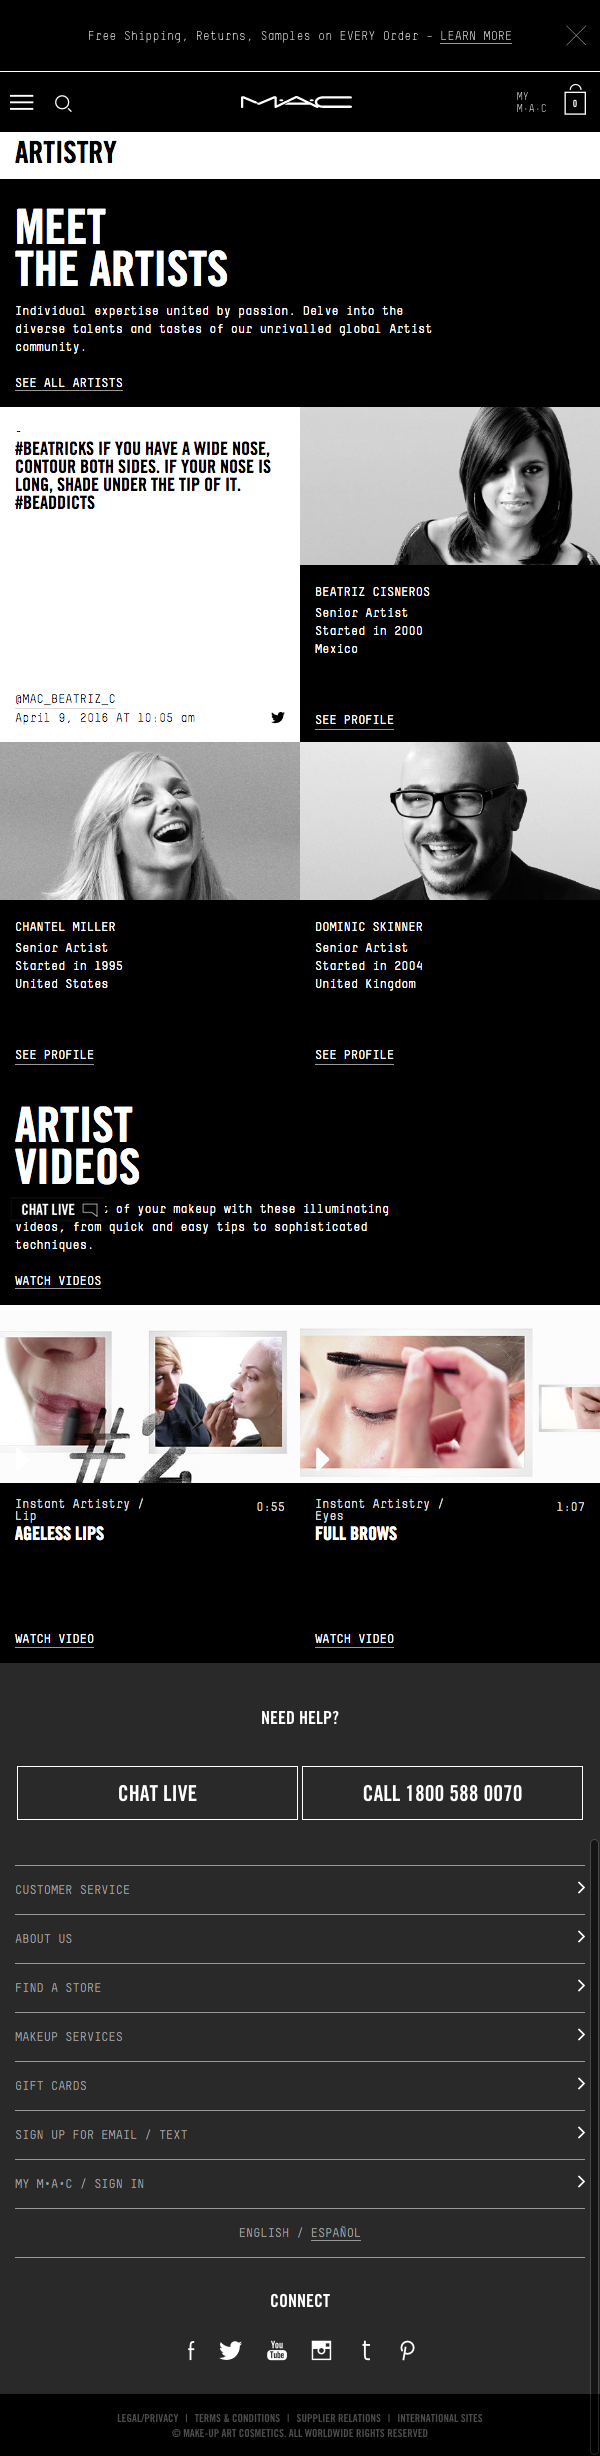 Free Shipping, Returns, Samples on EVERY Order - LEARN MORE
M·A·C
MY
M·A·C
0
ARTISTRY
MEET
THE ARTISTS
Individual expertise united by passion. Delve into the
diverse talents and tastes of our unrivalled global Artist
community.
SEE ALL ARTISTS
-
#BEATRICKS IF YOU HAVE A WIDE NOSE,
CONTOUR BOTH SIDES. IF YOUR NOSE IS
LONG, SHADE UNDER THE TIP OF IT.
#BEADDICTS
@MAC_BEATRIZ_C
April 9, 2016 AT 10:05 am
BEATRIZ CISNEROS
Senior Artist
Started in 2000
Mexico
SEE PROFILE
CHANTEL MILLER
Senior Artist
Started in 1995
United States
SEE PROFILE
DOMINIC SKINNER
Senior Artist
Started in 2004
United Kingdom
SEE PROFILE
ARTIST
VIDEOS
CHAT LIVE
of your makeup with these illuminating
videos, from quick and easy tips to sophisticated
techniques.
WATCH VIDEOS
#2
Instant Artistry /
Lip
0:55
AGELESS LIPS
WATCH VIDEO
Instant Artistry /
Eyes
1:07
FULL BROWS
WATCH VIDEO
NEED HELP?
CHAT LIVE
CALL 1800 588 0070
CUSTOMER SERVICE
ABOUT US
FIND A STORE
MAKEUP SERVICES
GIFT CARDS
SIGN UP FOR EMAIL / TEXT
MY M•A•C / SIGN IN
ENGLISH / ESPAÑOL
CONNECT
f You Tube t
LEGAL/PRIVACY | TERMS & CONDITIONS | SUPPLIER RELATIONS | INTERNATIONAL SITES
© MAKE-UP ART COSMETICS. ALL WORLDWIDE RIGHTS RESERVED